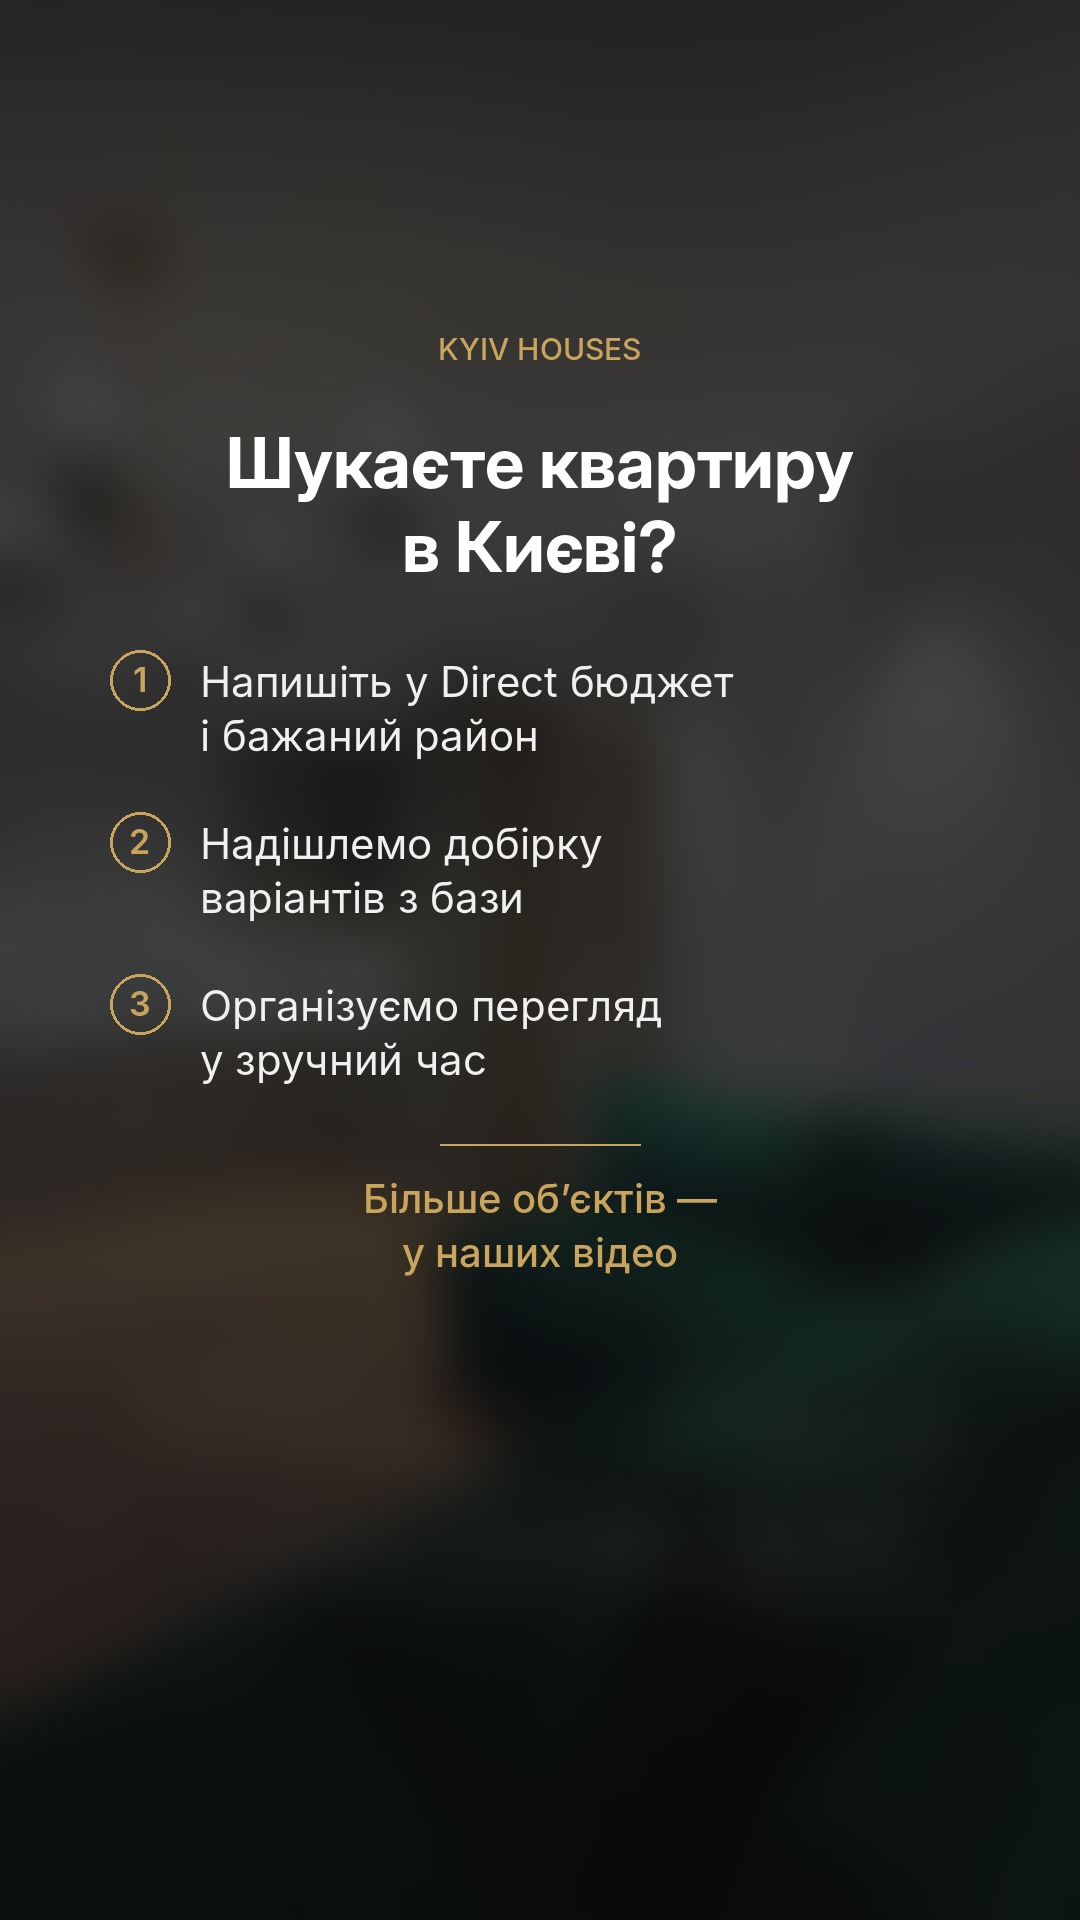 KYIV HOUSES
Шукаєте квартиру
в Києві?
1 Напишіть у Direct бюджет
і бажаний район
2 Надішлемо добірку
варіантів з бази
3 Організуємо перегляд
у зручний час
Більше об’єктів —
у наших відео